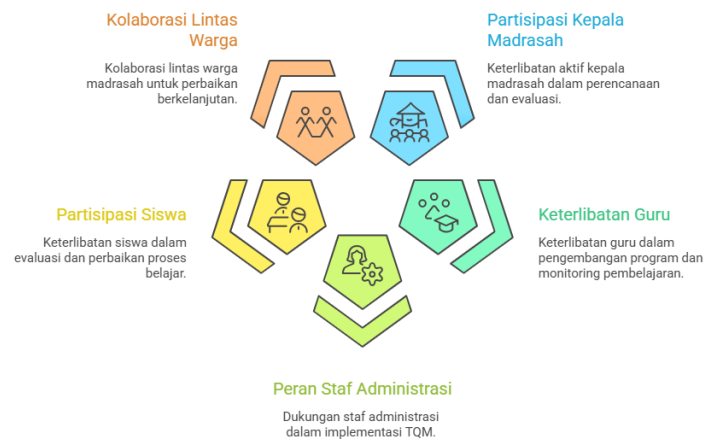 Kolaborasi Lintas
Warga
Kolaborasi lintas warga
madrasah untuk perbaikan
berkelanjutan.
Partisipasi Kepala
Madrasah
Keterlibatan aktif kepala
madrasah dalam perencanaan
dan evaluasi.
Partisipasi Siswa
Keterlibatan siswa dalam
evaluasi dan perbaikan proses
belajar.
Keterlibatan Guru
Keterlibatan guru dalam
pengembangan program dan
monitoring pembelajaran.
Peran Staf Administrasi
Dukungan staf administrasi
dalam implementasi TQM.